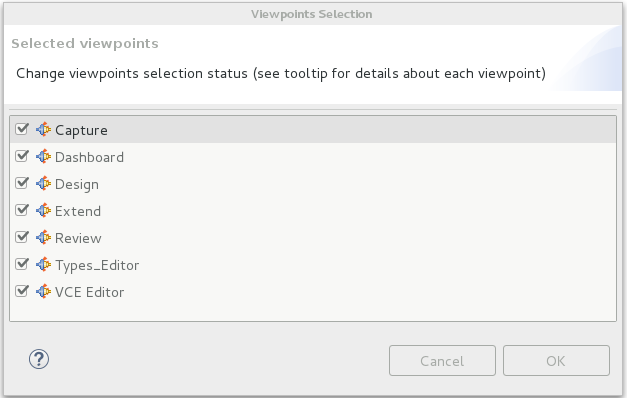 Viewpoints Selection
Selected viewpoints
Change viewpoints selection status (see tooltip for details about each viewpoint)
Capture
Dashboard
Design
Extend
Review
Types_Editor
VCE Editor
?
Cancel
OK